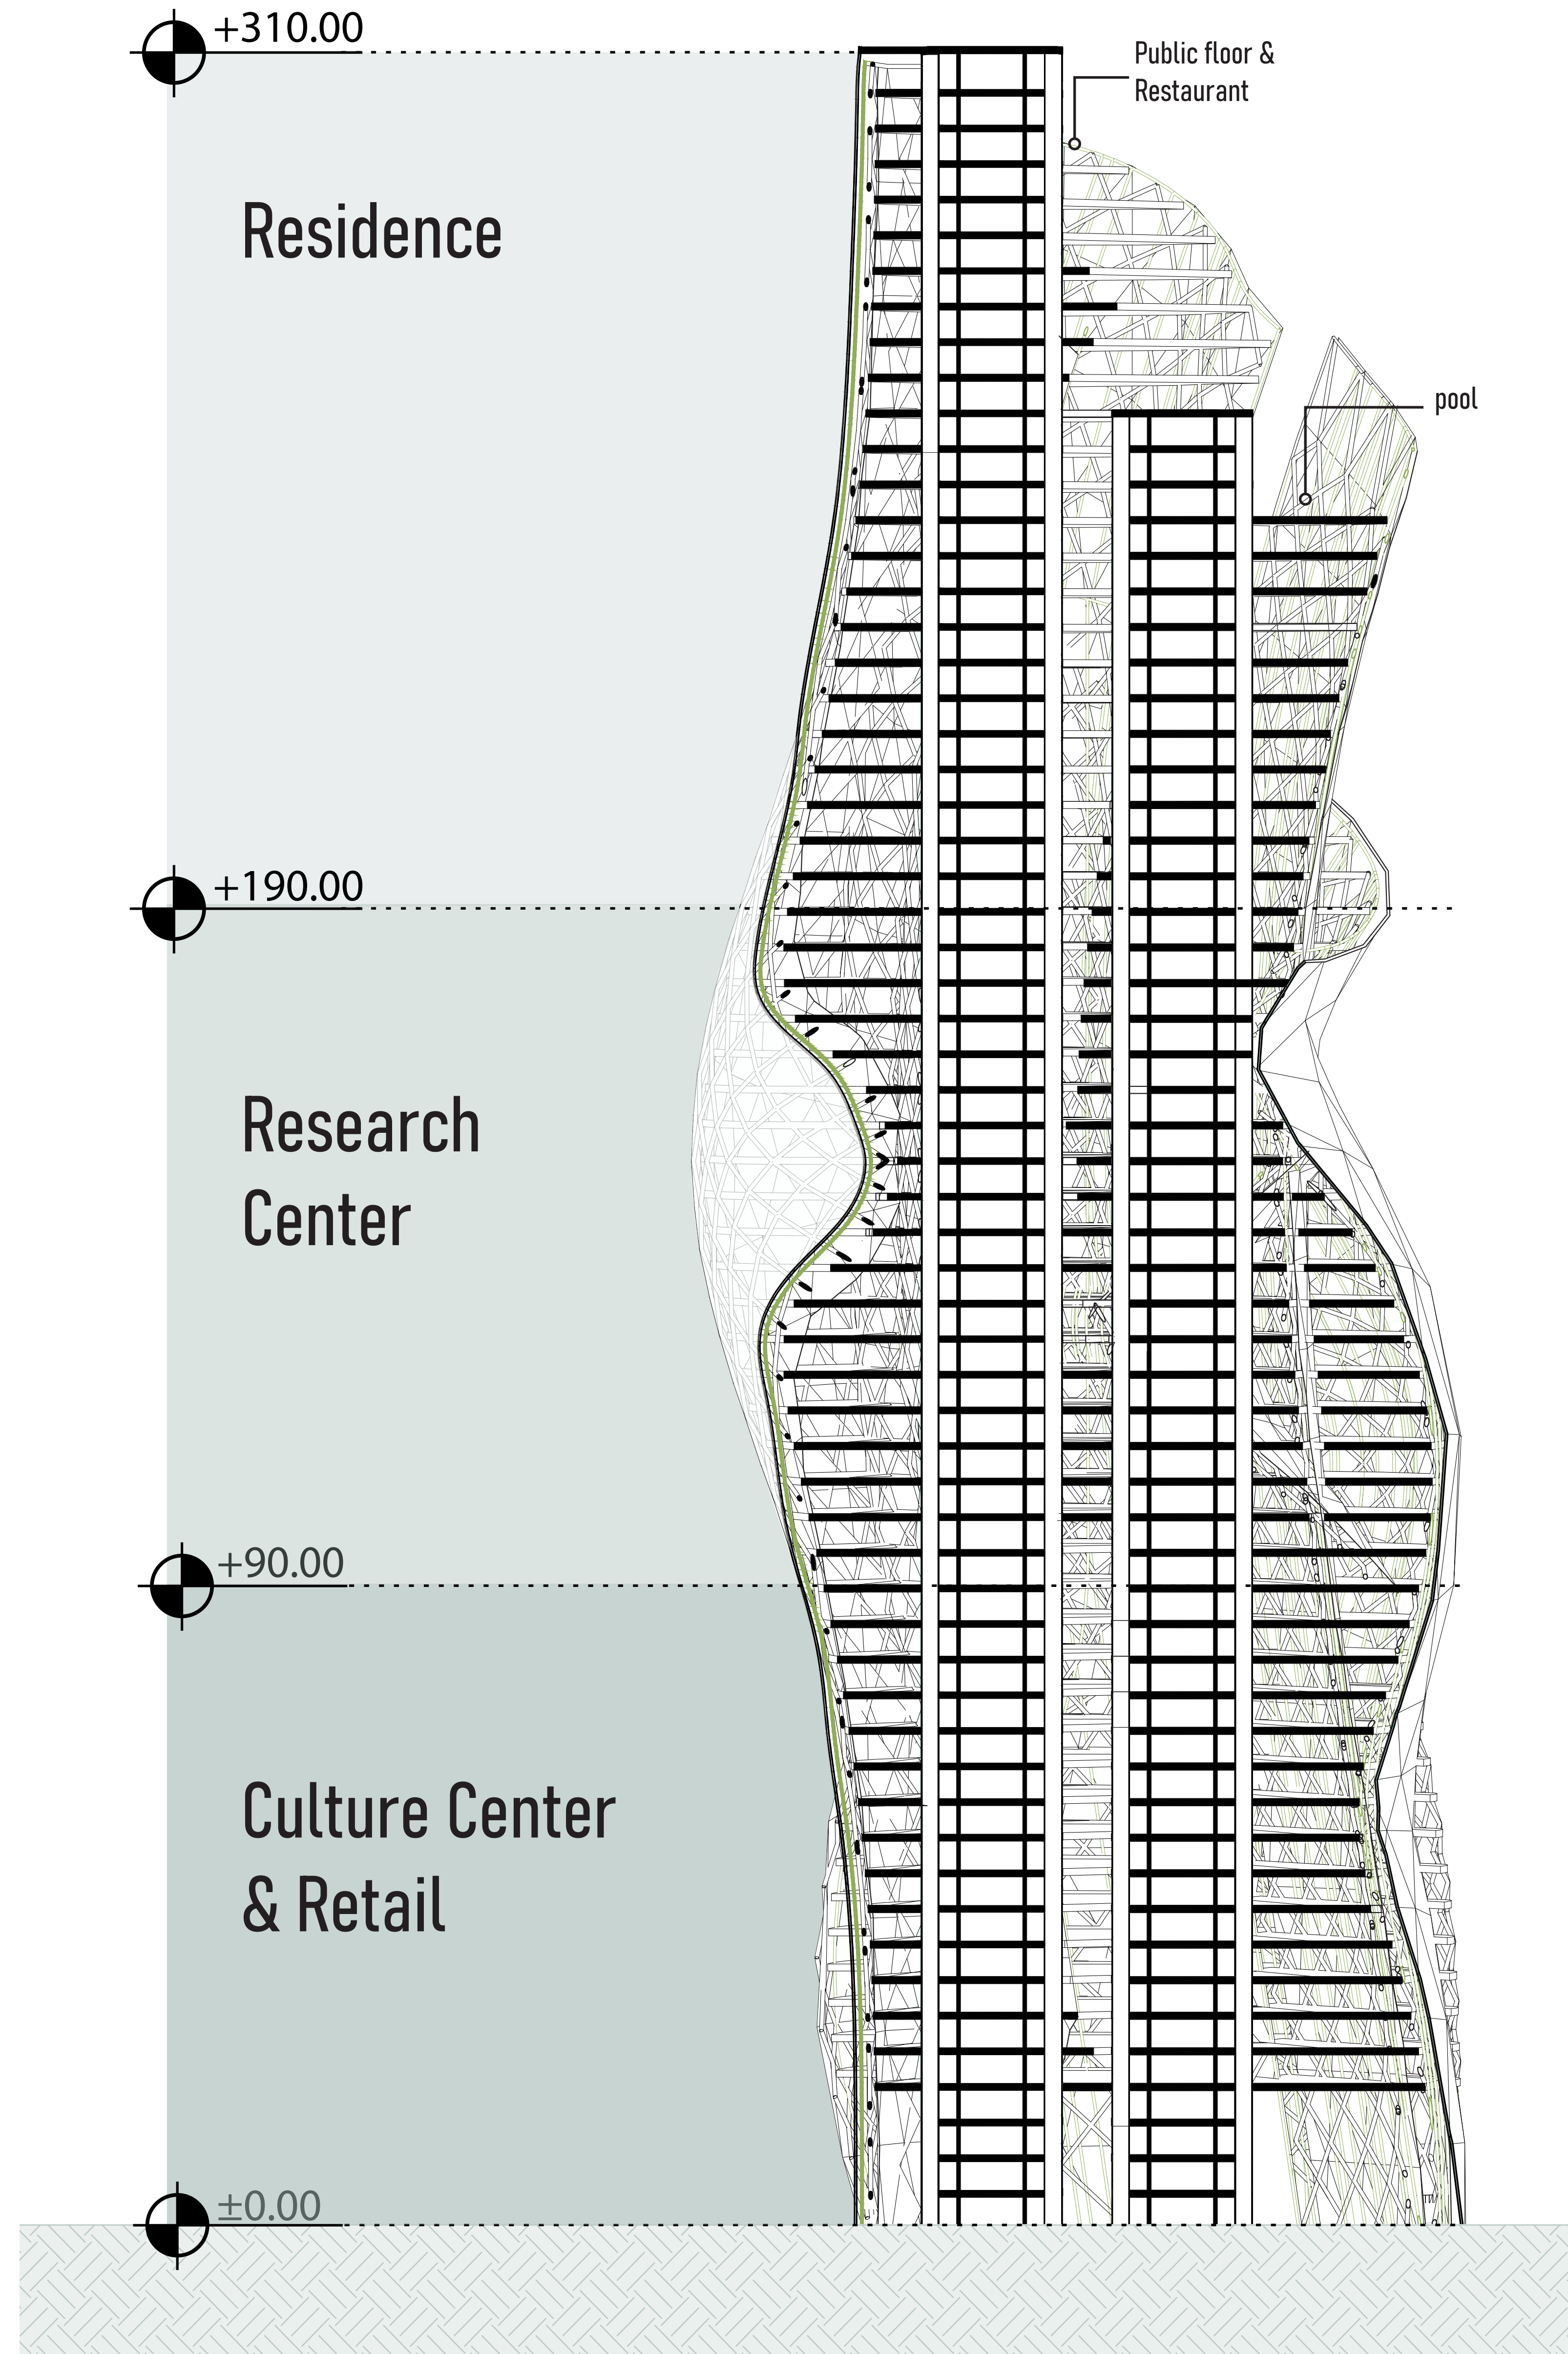 +310.00
Public floor &
Restaurant
Residence
pool
+190.00
Research
Center
+90.00
Culture Center
& Retail
±0.00